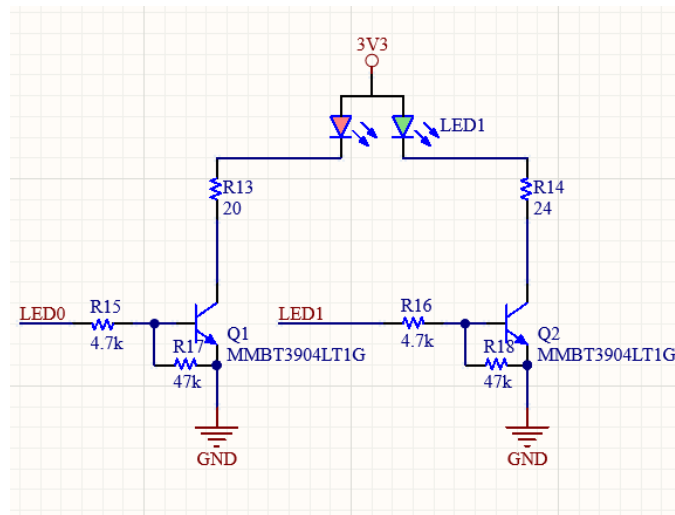 3V3
LED1
R13
20
R14
24
LED0
R15
4.7k
Q1
MMBT3904LT1G
R17
47k
GND
LED1
R16
4.7k
Q2
MMBT3904LT1G
R18
47k
GND